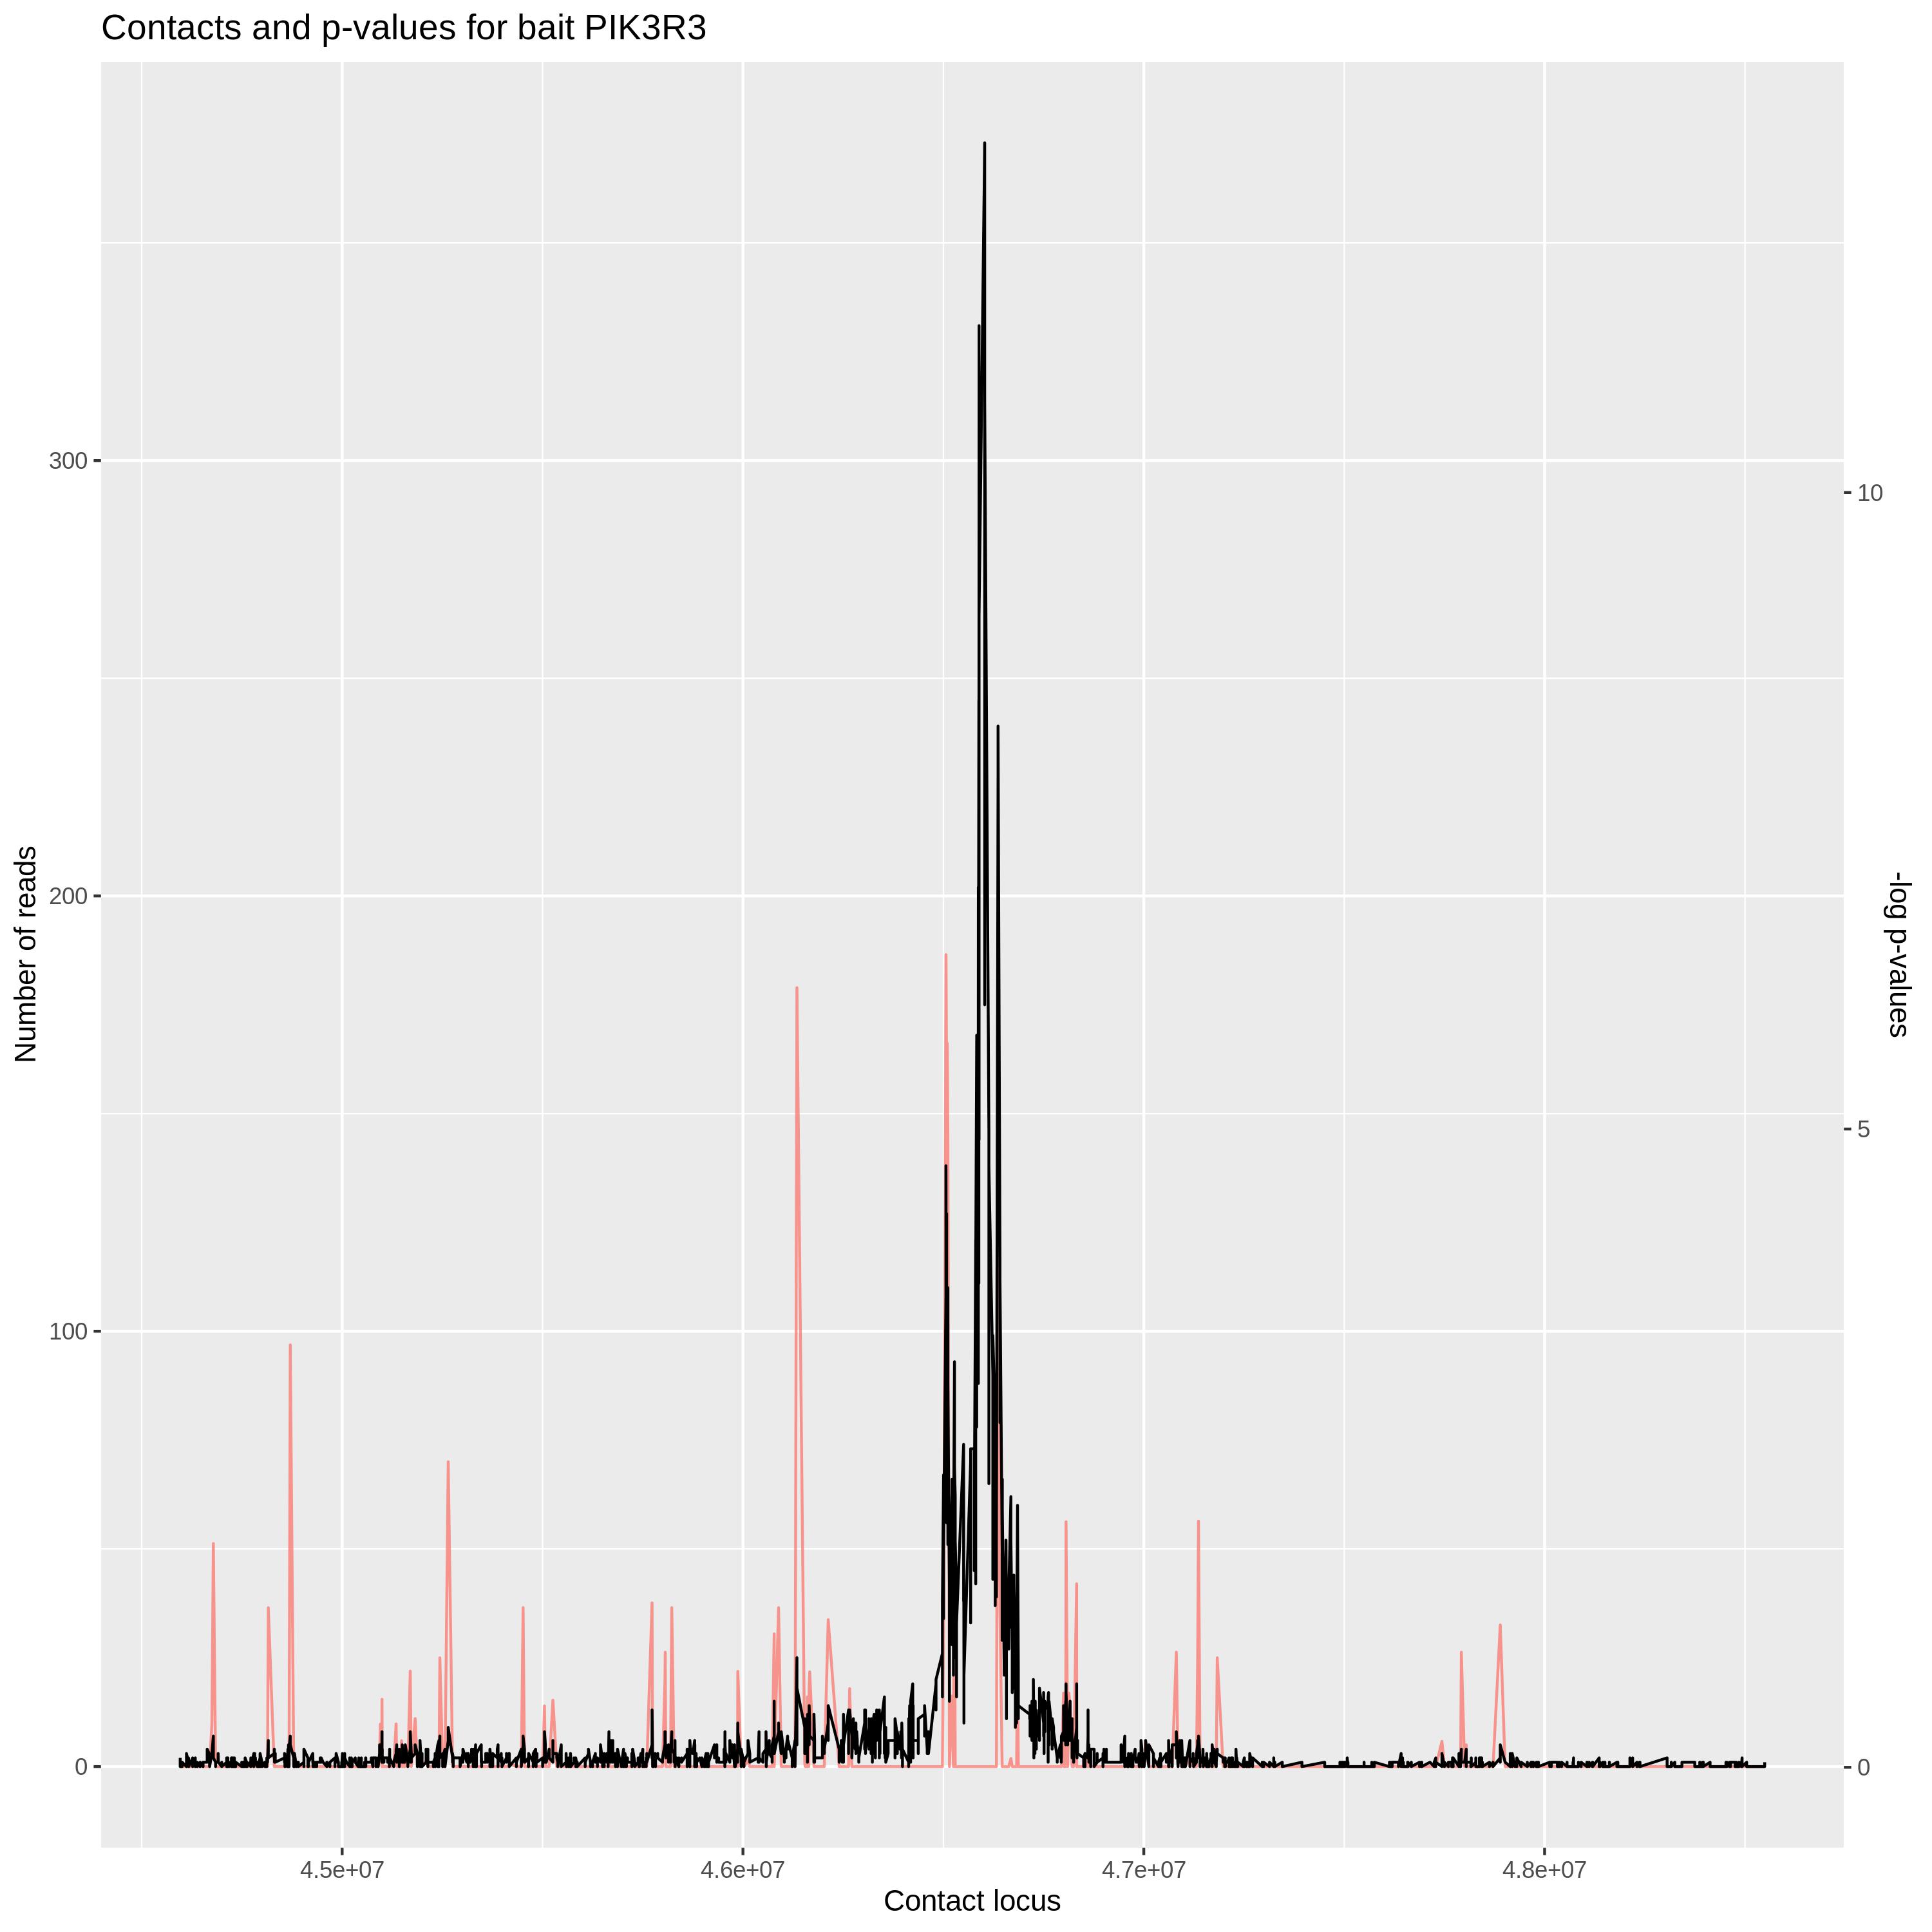 Contacts and p-values for bait PIK3R3
Number of reads
300
200
100
0
10
5
0
-log p-values
4.5e+07 4.6e+07 4.7e+07 4.8e+07
Contact locus